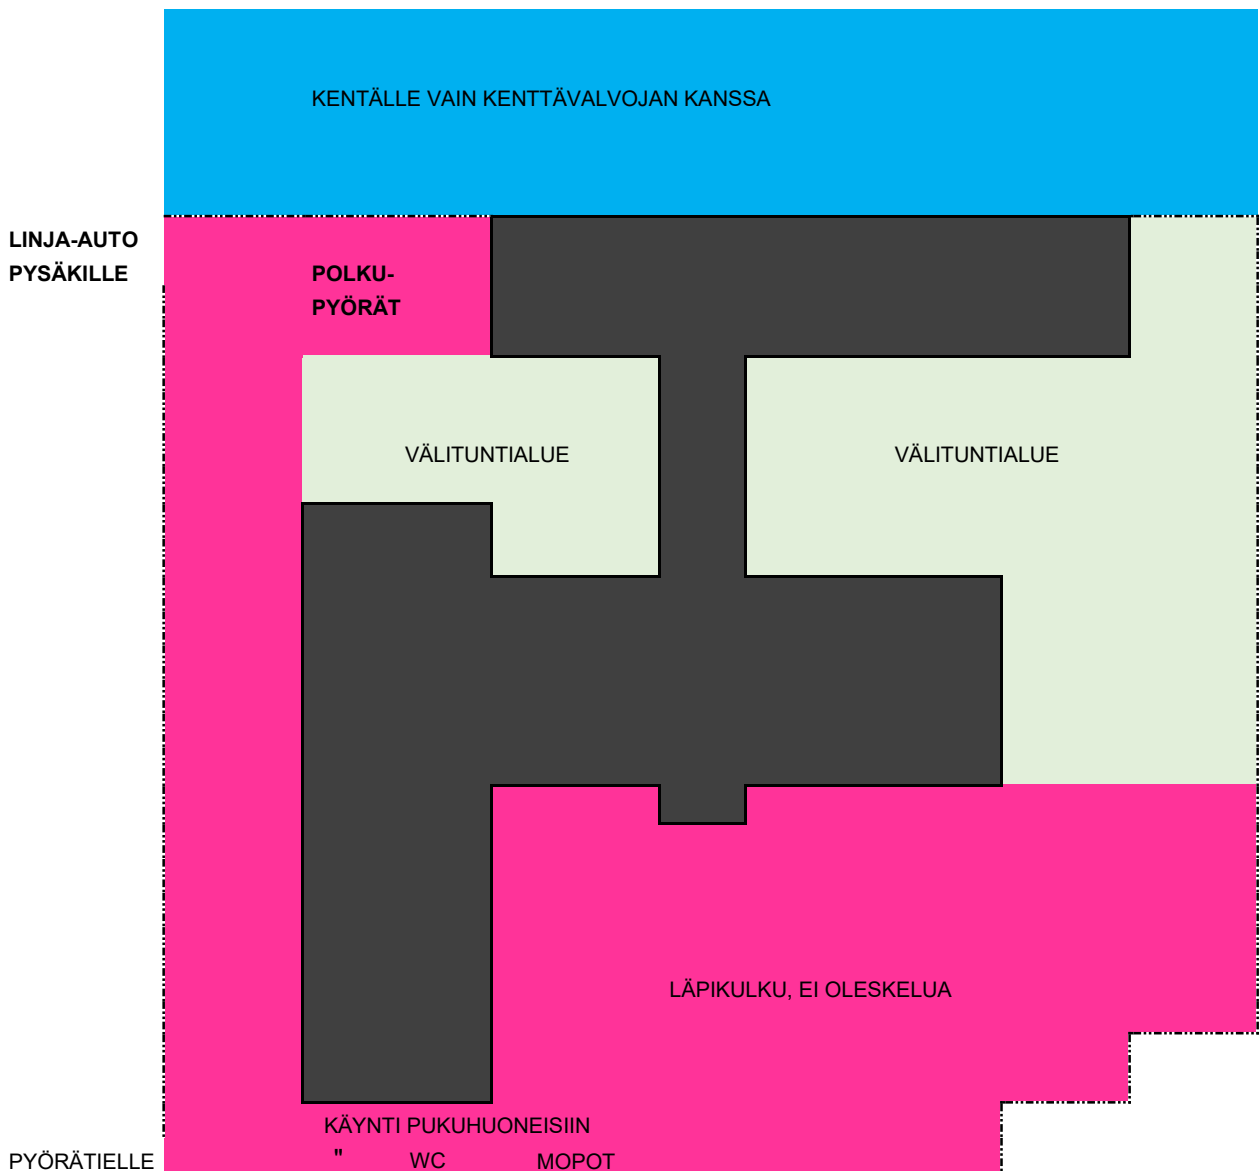 KENTÄLLE VAIN KENTTÄVALVOJAN KANSSA
LINJA-AUTO
PYSÄKILLE
POLKU-
PYÖRÄT
VÄLITUNTIALUE
VÄLITUNTIALUE
LÄPIKULKU, EI OLESKELUA
KÄYNTI PUKUHUONEISIIN
PYÖRÄTIELLE
" WC MOPOT